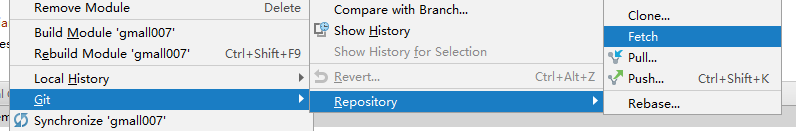 Remove Module Delete
Build Module 'gmall007'
Rebuild Module 'gmall007' Ctrl+Shift+F9
Local History
Git
Synchronize 'gmall007'
Compare with Branch...
Show History
Show History for Selection
Revert... Ctrl+Alt+Z
Repository
Clone...
Fetch
Pull...
Push... Ctrl+Shift+K
Rebase...